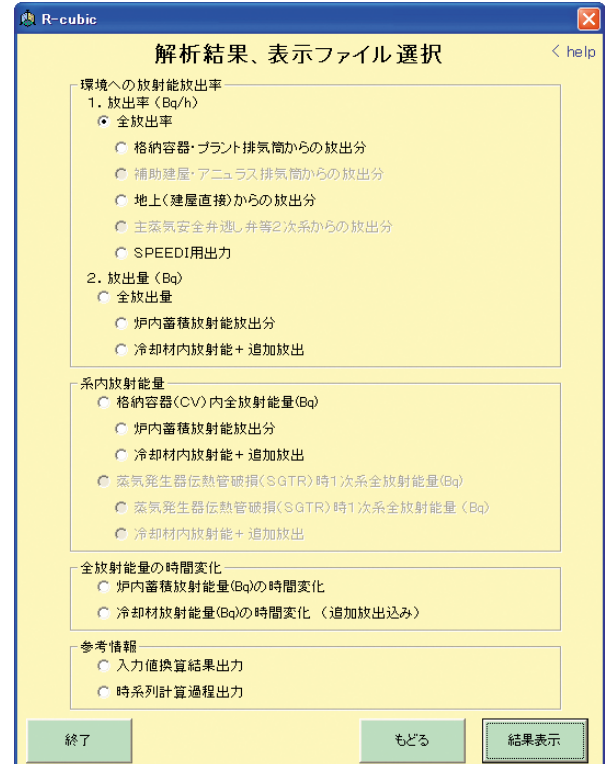 R-cubic
解析結果、表示ファイル選択
< help
環境への放射能放出率
1. 放出率 (Bq/h)
全放出率
格納容器・プラント排気筒からの放出分
補助建屋・アニュラス排気筒からの放出分
地上(建屋直接)からの放出分
主蒸気安全弁逃し弁等2次系からの放出分
SPEEDI用出力
2. 放出量 (Bq)
全放出量
炉内蓄積放射能放出分
冷却材内放射能+追加放出
系内放射能量
格納容器(CV)内全放射能量(Bq)
炉内蓄積放射能放出分
冷却材内放射能+追加放出
蒸気発生器伝熱管破損(SGTR)時1次系全放射能量(Bq)
蒸気発生器伝熱管破損(SGTR)時1次系全放射能量(Bq)
冷却材内放射能+追加放出
全放射能量の時間変化
炉内蓄積放射能量(Bq)の時間変化
冷却材放射能量(Bq)の時間変化 (追加放出込み)
参考情報
入力値換算結果出力
時系列計算過程出力
終了 もどる 結果表示